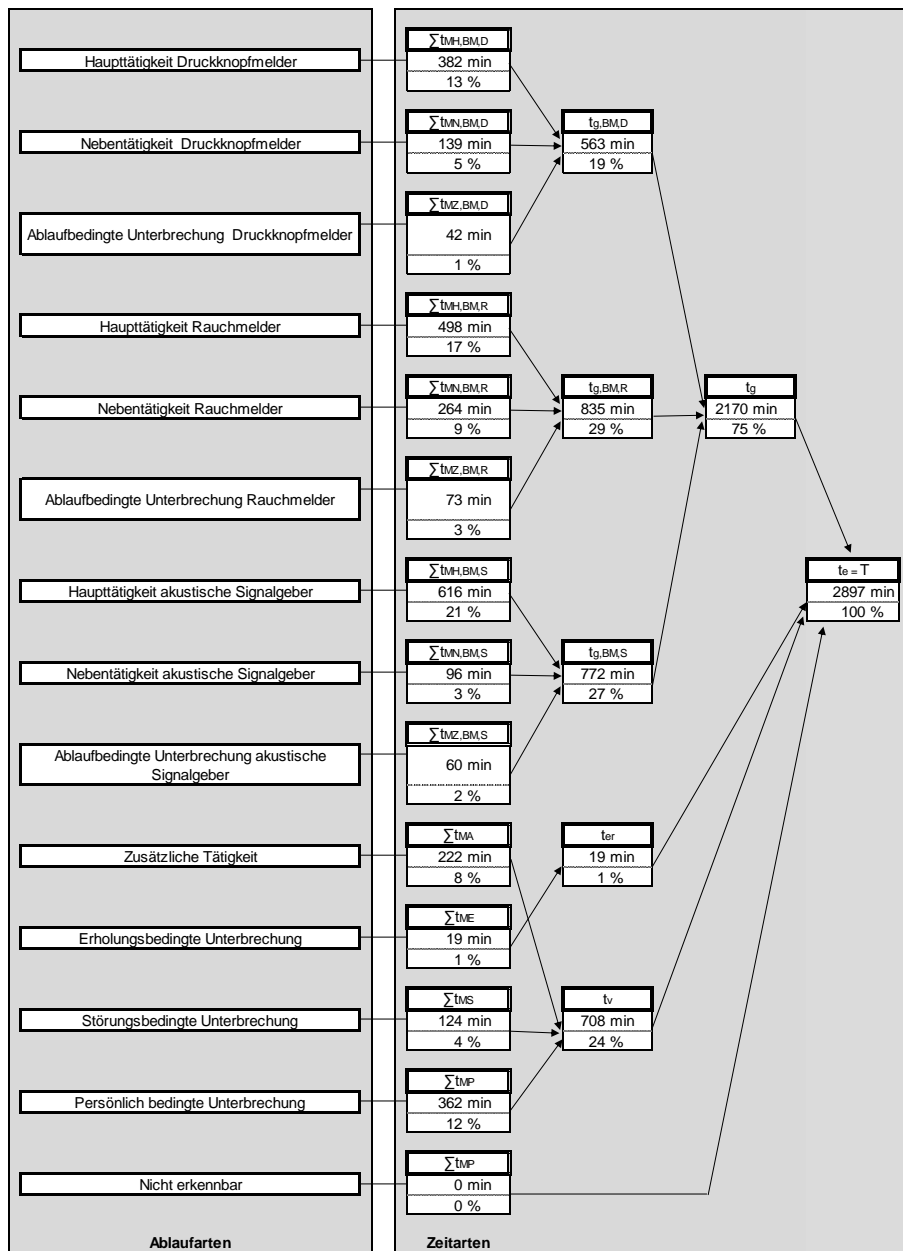 ∑tMH,BM,D
Haupttätigkeit Druckknopfmelder
382 min
13 %
∑tMN,BM,D
tg,BM,D
Nebentätigkeit Druckknopfmelder
139 min
563 min
5 %
19 %
∑tMZ,BM,D
Ablaufbedingte Unterbrechung Druckknopfmelder
42 min
1 %
∑tMH,BM,R
Haupttätigkeit Rauchmelder
498 min
17 %
∑tMN,BM,R
tg,BM,R
tg
Nebentätigkeit Rauchmelder
264 min
835 min
2170 min
9 %
29 %
75 %
∑tMZ,BM,R
Ablaufbedingte Unterbrechung Rauchmelder
73 min
3 %
∑tMH,BM,S
te = T
Haupttätigkeit akustische Signalgeber
616 min
2897 min
21 %
100 %
∑tMN,BM,S
tg,BM,S
Nebentätigkeit akustische Signalgeber
96 min
772 min
3 %
27 %
∑tMZ,BM,S
Ablaufbedingte Unterbrechung akustische
Signalgeber
60 min
2 %
∑tMA
ter
Zusätzliche Tätigkeit
222 min
19 min
8 %
1 %
∑tME
Erholungsbedingte Unterbrechung
19 min
1 %
∑tMS
tv
Störungsbedingte Unterbrechung
124 min
708 min
4 %
24 %
∑tMP
Persönlich bedingte Unterbrechung
362 min
12 %
∑tMP
Nicht erkennbar
0 min
0 %
Ablaufarten
Zeitarten